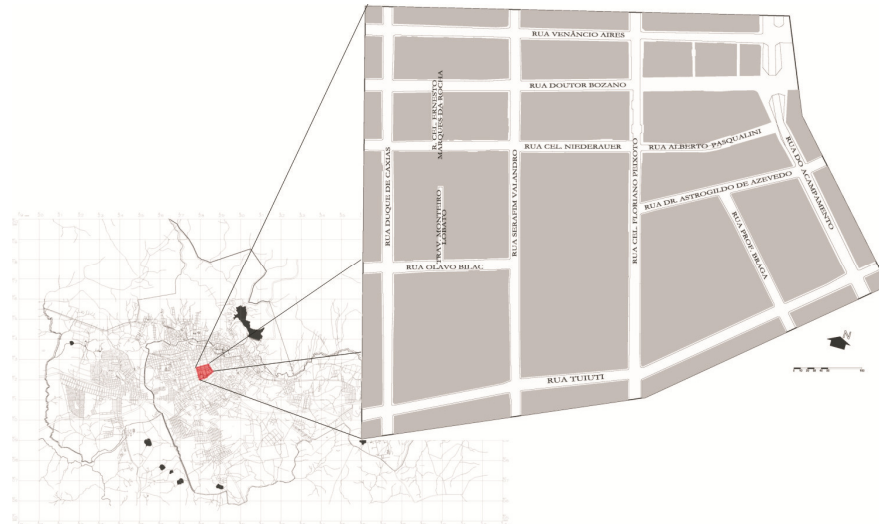 RUA VENÂNCIO AIRES
RUA DOUTOR BOZANO
R. CEL. ERNESTO
MARQUES DA ROCHA
RUA CEL. NIEDERAUER
RUA ALBERTO PASQUALINI
RUA DUQUE DE CAXIAS
RUA SERAFIM VALANDRO
RUA CEL. FLORIANO PEIXOTO
RUA DO ACAMPAMENTO
RUA DR. ASTROGILDO DE AZEVEDO
TRAV. MONTEIRO
LOBATO
RUA PROF. BRAGA
RUA OLAVO BILAC
RUA TUIUTI
N